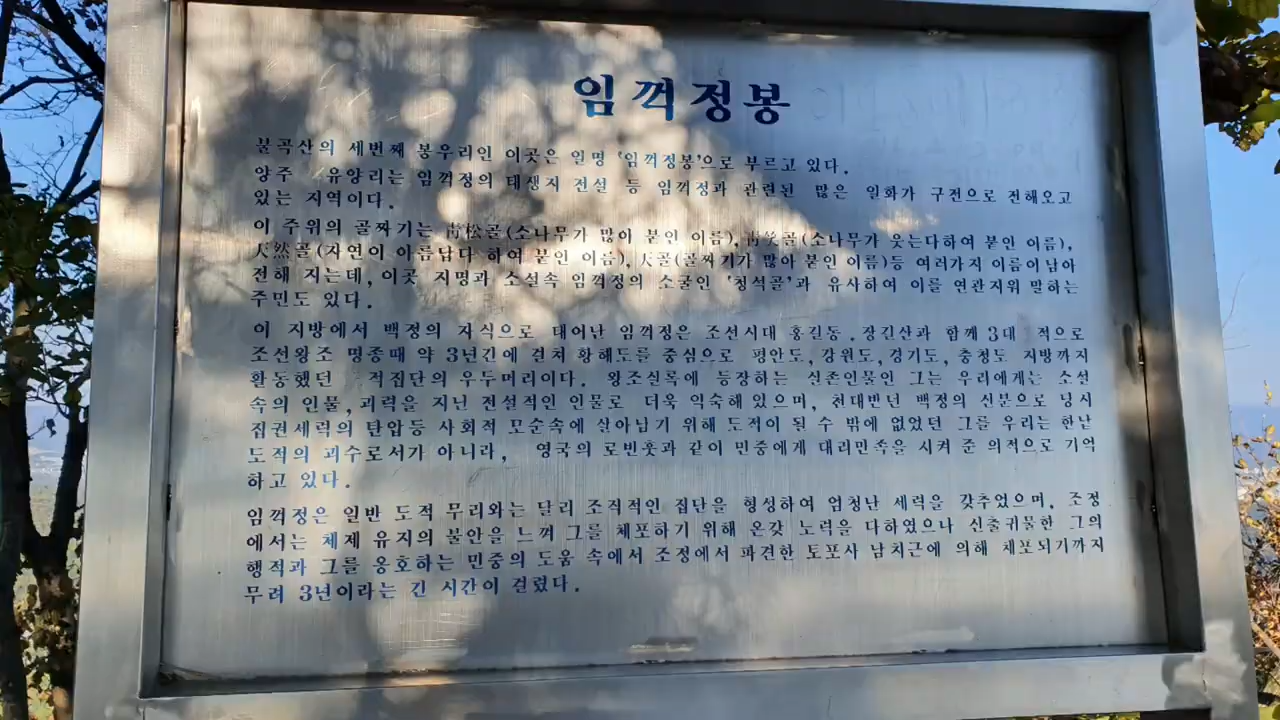 임꺽정봉
불곡산의 세번째 봉우리인 이곳은 일명 '임꺽정봉'으로 부르고 있다.
양주 유양리는 임꺽정의 태생지 전설 등 임꺽정과 관련된 많은 일화가 구전으로 전해오고
있는 지역이다.
이 주위의 골짜기는 靑松골(소나무가 많아 붙인 이름), 靑笑골(소나무가 웃는다하여 붙인 이름),
天然골(자연이 아름답다 하여 붙인 이름), 大골(골짜기가 많아 붙인 이름)등 여러가지 이름이 남아
전해 지는데, 이곳 지명과 소설속 임꺽정의 소굴인 '청석골'과 유사하여 이를 연관지워 말하는
주민도 있다.
이 지방에서 백정의 자식으로 태어난 임꺽정은 조선시대 홍길동·장길산과 함께 3대 적으로
조선왕조 명종때 약 3년간에 걸쳐 황해도를 중심으로 평안도, 강원도, 경기도, 충청도 지방까지
활동했던 적집단의 우두머리이다. 왕조실록에 등장하는 실존인물인 그는 우리에게는 소설
속의 인물, 괴력을 지닌 전설적인 인물로 더욱 익숙해있으며, 천대받던 백정의 신분으로 당시
집권세력의 탄압등 사회적 모순속에 살아남기 위해 도적이 될 수 밖에 없었던 그를 우리는 한낱
도적의 괴수로서가 아니라, 영국의 로빈훗과 같이 민중에게 대리만족을 시켜 준 의적으로 기억
하고 있다.
임꺽정은 일반 도적 무리와는 달리 조직적인 집단을 형성하여 엄청난 세력을 갖추었으며, 조정
에서는 체제 유지의 불안을 느껴 그를 체포하기 위해 온갖 노력을 다하였으나 신출귀몰한 그의
행적과 그를 옹호하는 민중의 도움 속에서 조정에서 파견한 토포사 남치근에 의해 체포되기까지
무려 3년이라는 긴 시간이 걸렸다.